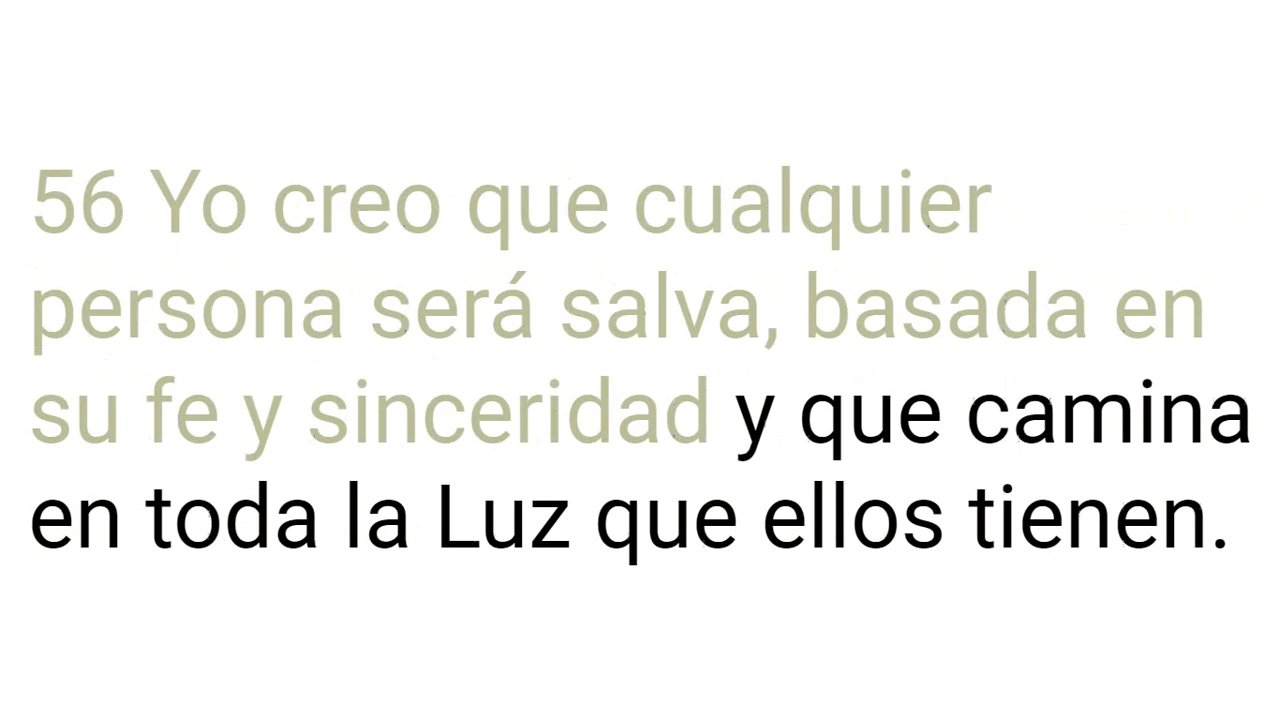 56 Yo creo que cualquier
persona será salva, basada en
su fe y sinceridad y que camina
en toda la Luz que ellos tienen.